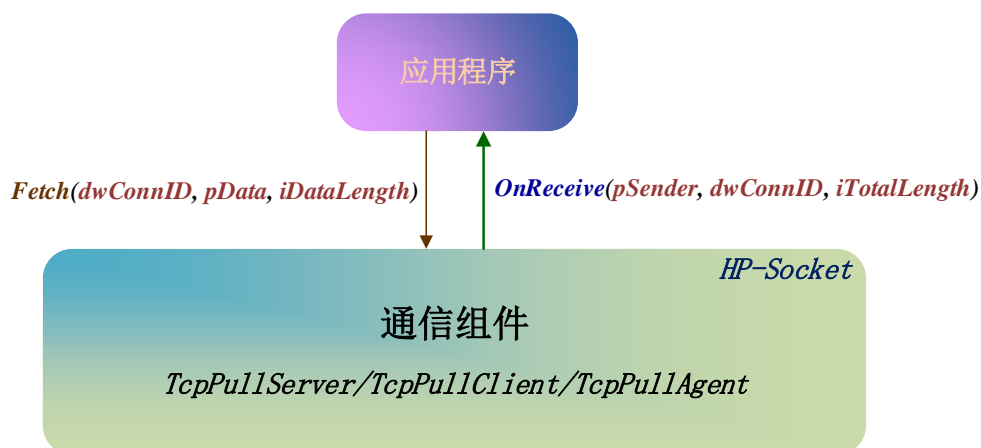 应用程序
Fetch(dwConnID, pData, iDataLength)
OnReceive(pSender, dwConnID, iTotalLength)
HP-Socket
通信组件
TcpPullServer/TcpPullClient/TcpPullAgent